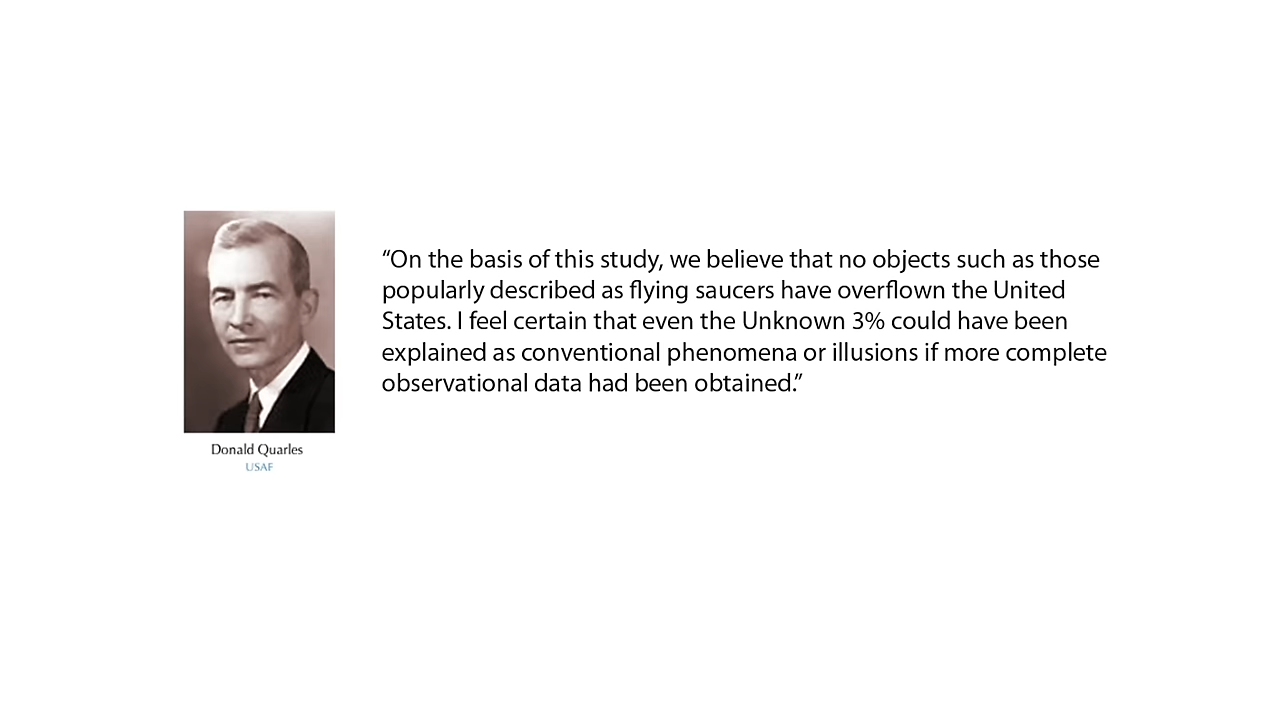 “On the basis of this study, we believe that no objects such as those
popularly described as flying saucers have overflown the United
States. I feel certain that even the Unknown 3% could have been
explained as conventional phenomena or illusions if more complete
observational data had been obtained.”
Donald Quarles
USAF